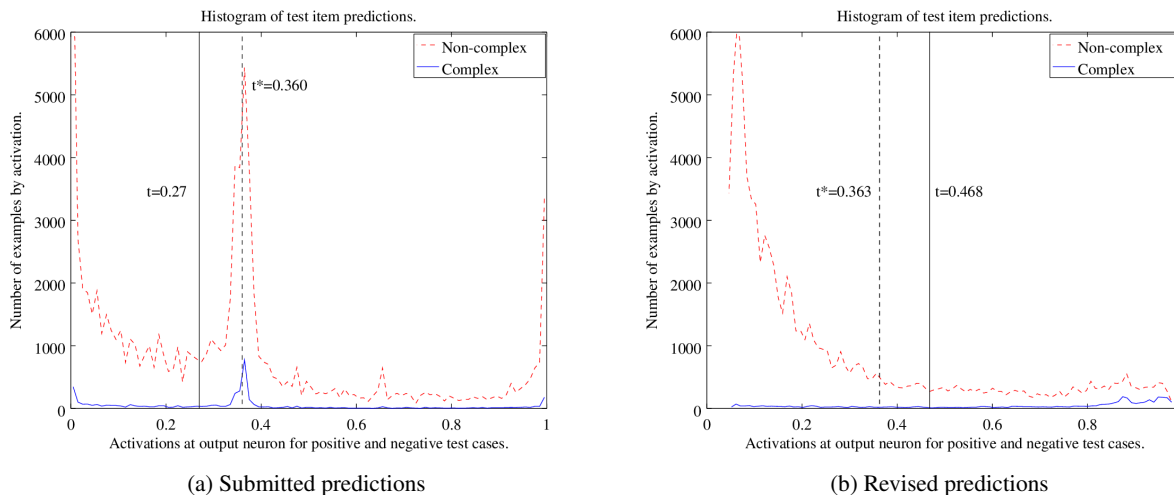 Histogram of test item predictions.
Number of examples by activation.
6000
5000
4000
3000
2000
1000
0
Non-complex
Complex
t*=0.360
t=0.27
0
0.2
0.4
0.6
0.8
1
Activations at output neuron for positive and negative test cases.
(a) Submitted predictions
Histogram of test item predictions.
Number of examples by activation.
6000
5000
4000
3000
2000
1000
0
Non-complex
Complex
t*=0.363
t=0.468
0
0.2
0.4
0.6
0.8
Activations at output neuron for positive and negative test cases.
(b) Revised predictions